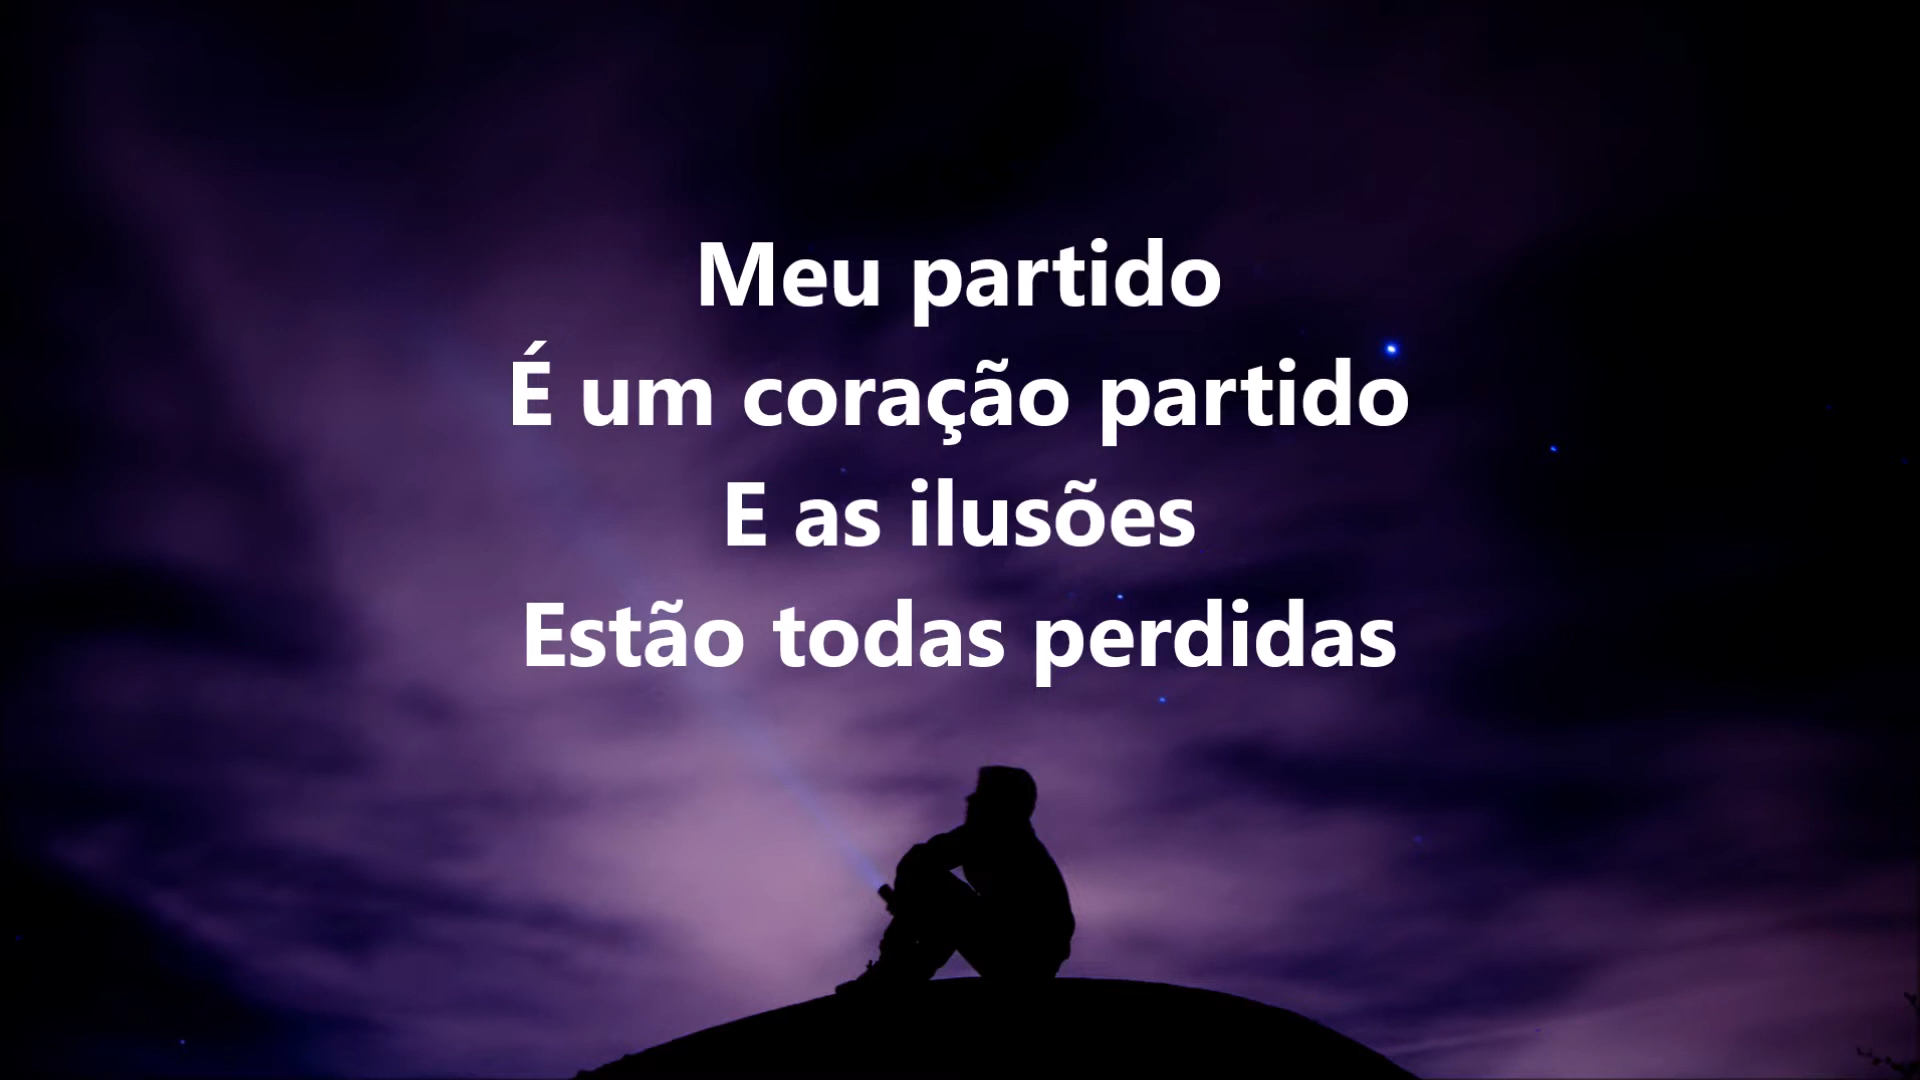 Meu partido
É um coração partido
E as ilusões
Estão todas perdidas